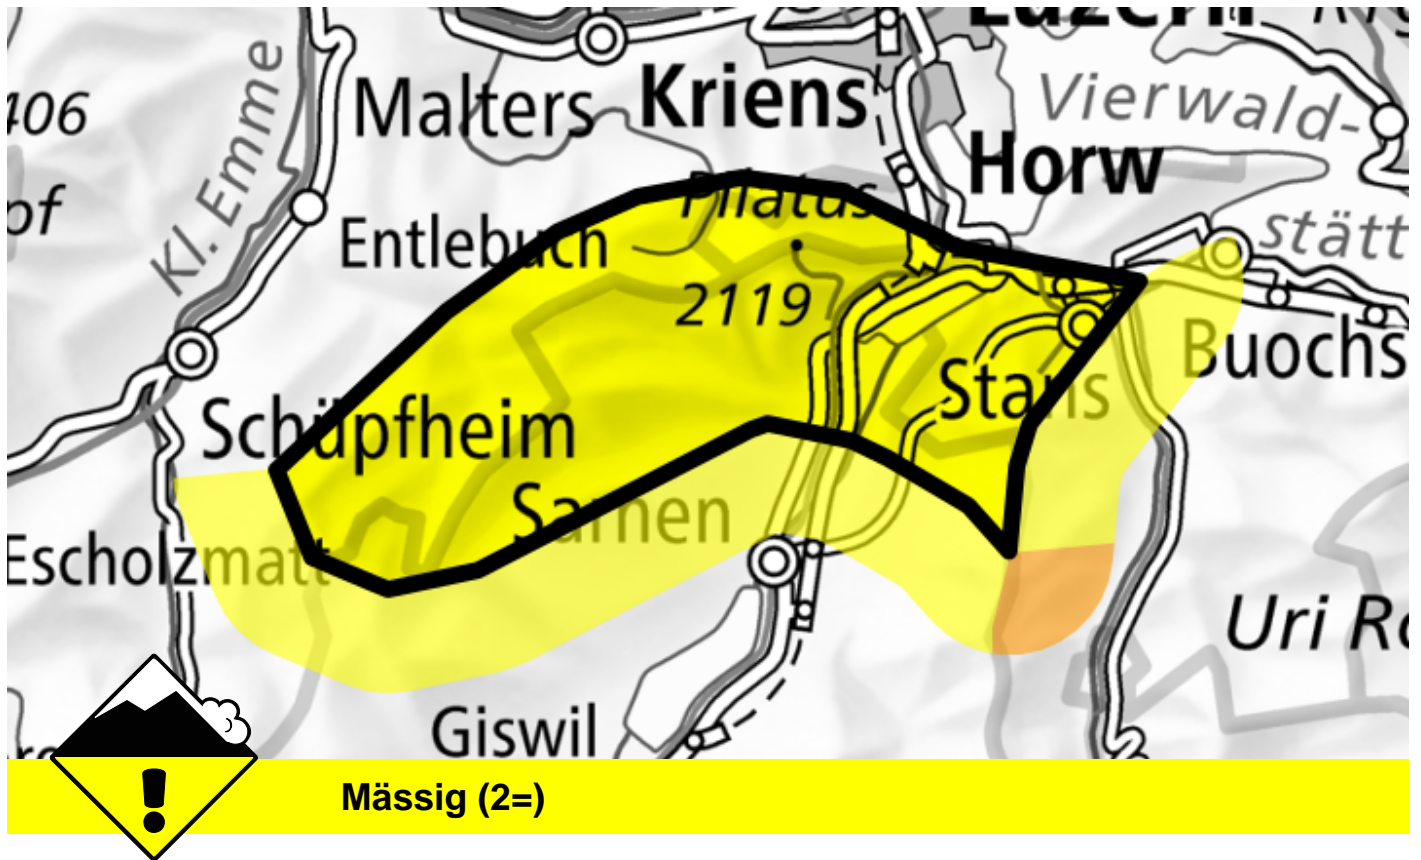 Luzern
Kl. Emme
406
Malters
Kriens
Vierwald-
Horw
pf
Pilatus
stätt
Entlebuch
2119
Buochs
Stans
Schüpfheim
Sarnen
Escholzmatt
Uri Ro
Giswil
Mässig (2=)